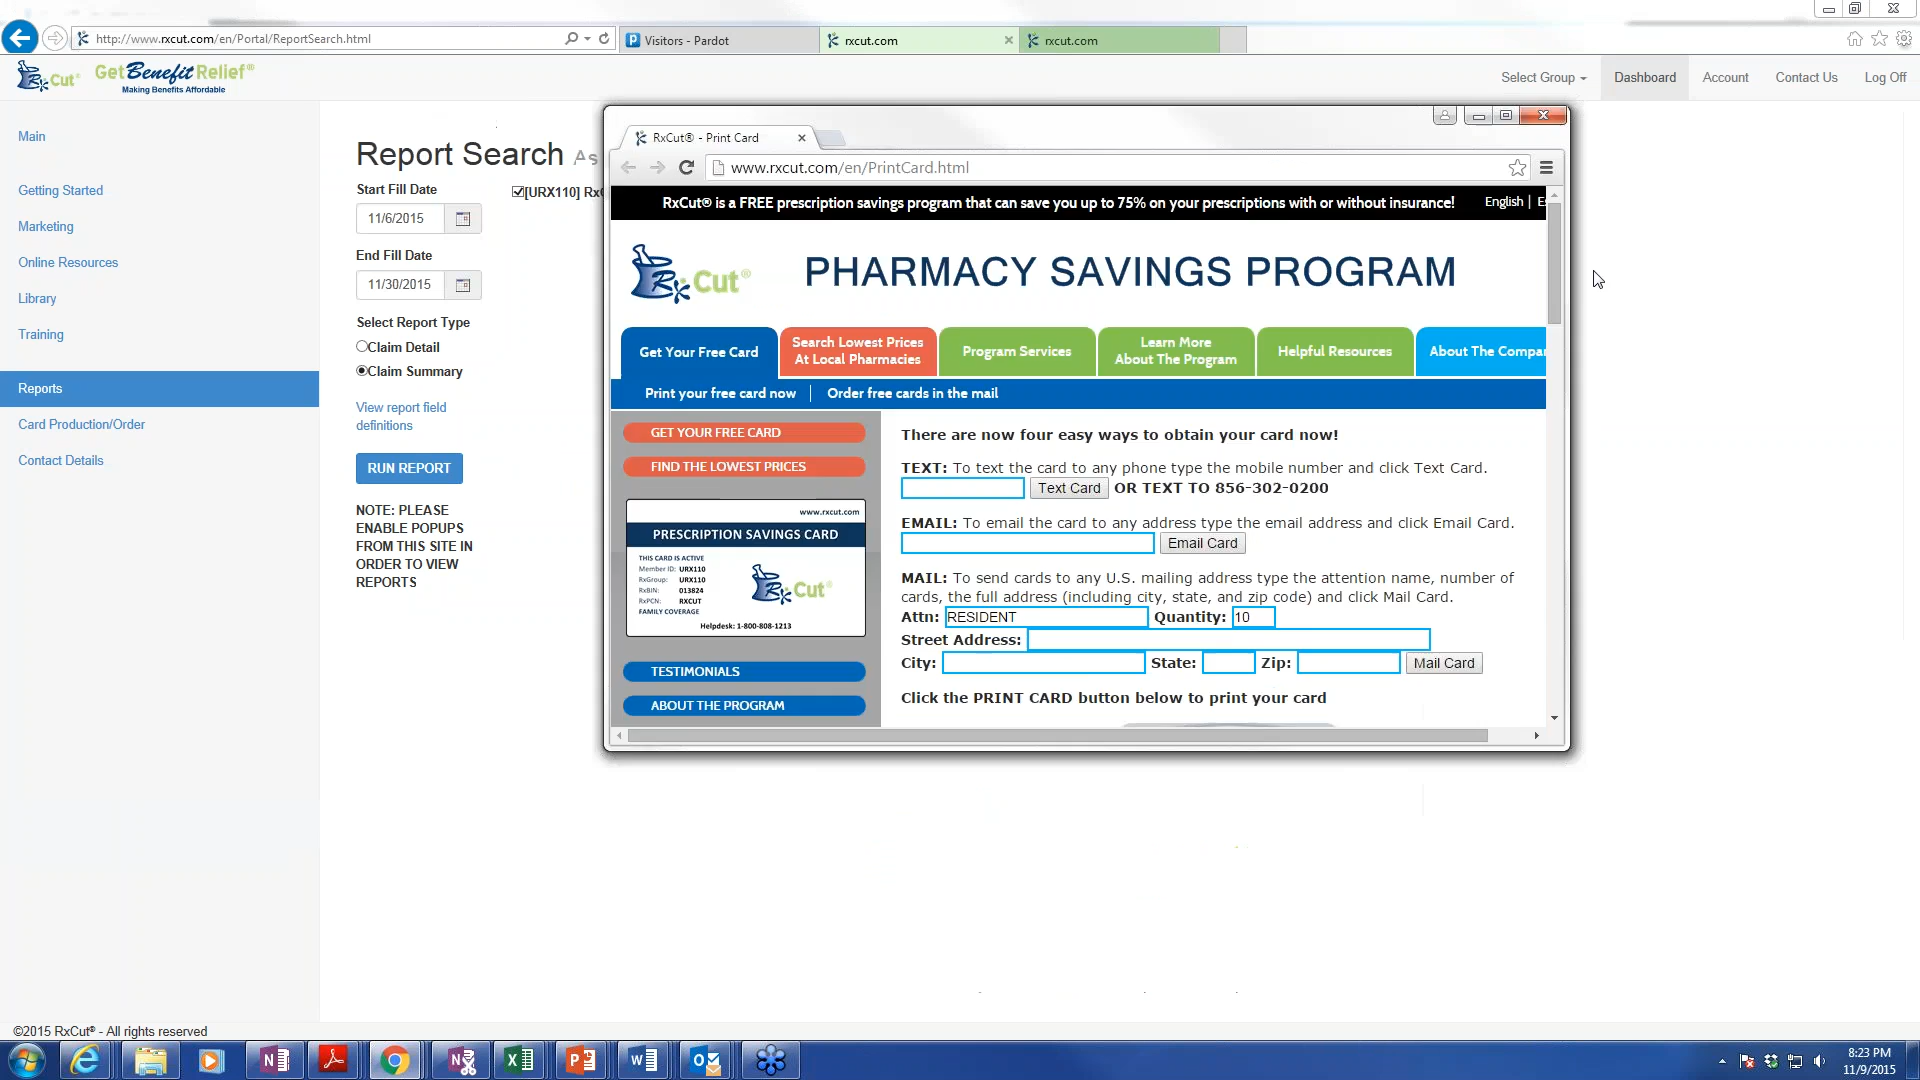 http://www.rxcut.com/en/Portal/ReportSearch.html
Visitors - Pardot
rxcut.com
rxcut.com
Rx Cut®
GetBenefitRelief®
Making Benefits Affordable
Select Group
Dashboard
Account
Contact Us
Log Off
Main
Getting Started
Marketing
Online Resources
Library
Training
Reports
Card Production/Order
Contact Details
Report Search As
Start Fill Date
11/6/2015
End Fill Date
11/30/2015
Select Report Type
Claim Detail
Claim Summary
View report field
definitions
RUN REPORT
NOTE: PLEASE
ENABLE POPUPS
FROM THIS SITE IN
ORDER TO VIEW
REPORTS
[URX110] RxC
RxCut® - Print Card
www.rxcut.com/en/PrintCard.html
RxCut® is a FREE prescription savings program that can save you up to 75% on your prescriptions with or without insurance!
English | Es
Rx Cut®
PHARMACY SAVINGS PROGRAM
Get Your Free Card
Search Lowest Prices
At Local Pharmacies
Program Services
Learn More
About The Program
Helpful Resources
About The Compan
Print your free card now
Order free cards in the mail
GET YOUR FREE CARD
FIND THE LOWEST PRICES
www.rxcut.com
PRESCRIPTION SAVINGS CARD
THIS CARD IS ACTIVE
Member ID: URX110
RxGroup: URX110
RxBIN: 013824
RxPCN: RXCUT
FAMILY COVERAGE
Rx Cut®
Helpdesk: 1-800-808-1213
TESTIMONIALS
ABOUT THE PROGRAM
There are now four easy ways to obtain your card now!
TEXT: To text the card to any phone type the mobile number and click Text Card.
Text Card OR TEXT TO 856-302-0200
EMAIL: To email the card to any address type the email address and click Email Card.
Email Card
MAIL: To send cards to any U.S. mailing address type the attention name, number of
cards, the full address (including city, state, and zip code) and click Mail Card.
Attn: RESIDENT Quantity: 10
Street Address:
City: State: Zip: Mail Card
Click the PRINT CARD button below to print your card
©2015 RxCut® - All rights reserved
8:23 PM
11/9/2015